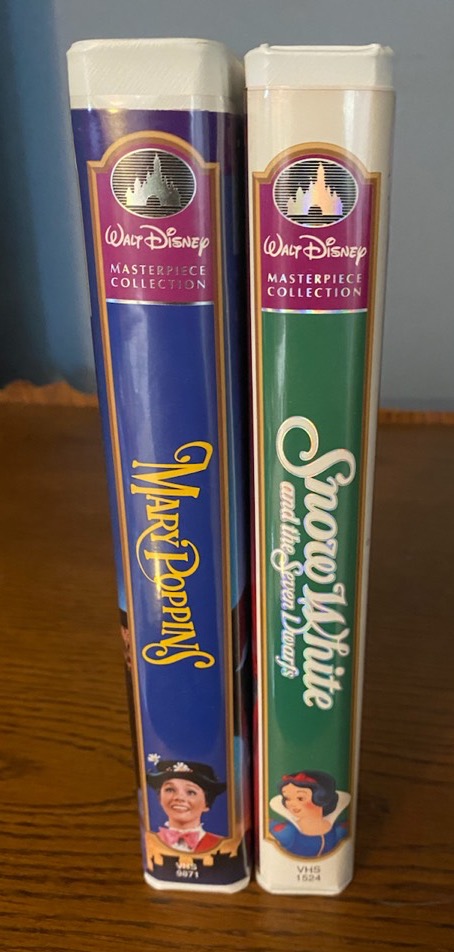 WALT DISNEY
MASTERPIECE
COLLECTION
MARY POPPINS
VHS
9871
WALT DISNEY
MASTERPIECE
COLLECTION
Snow White
and the Seven Dwarfs
VHS
1524